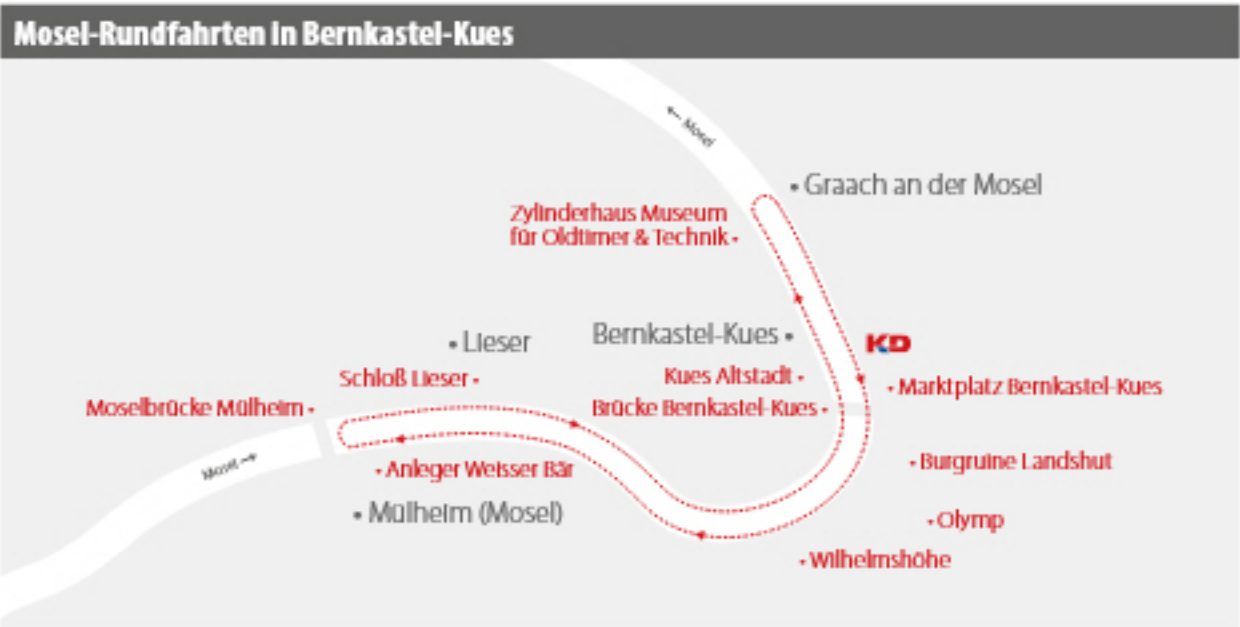 Mosel-Rundfahrten in Bernkastel-Kues
← Mosel
• Graach an der Mosel
Zylinderhaus Museum
für Oldtimer & Technik
Bernkastel-Kues •
KD
• Lieser
Schloß Lieser
Kues Altstadt
Marktplatz Bernkastel-Kues
Moselbrücke Mülheim
Brücke Bernkastel-Kues
Mosel →
Anleger Weisser Bär
Burgruine Landshut
• Mülheim (Mosel)
Olymp
Wilhelmshöhe